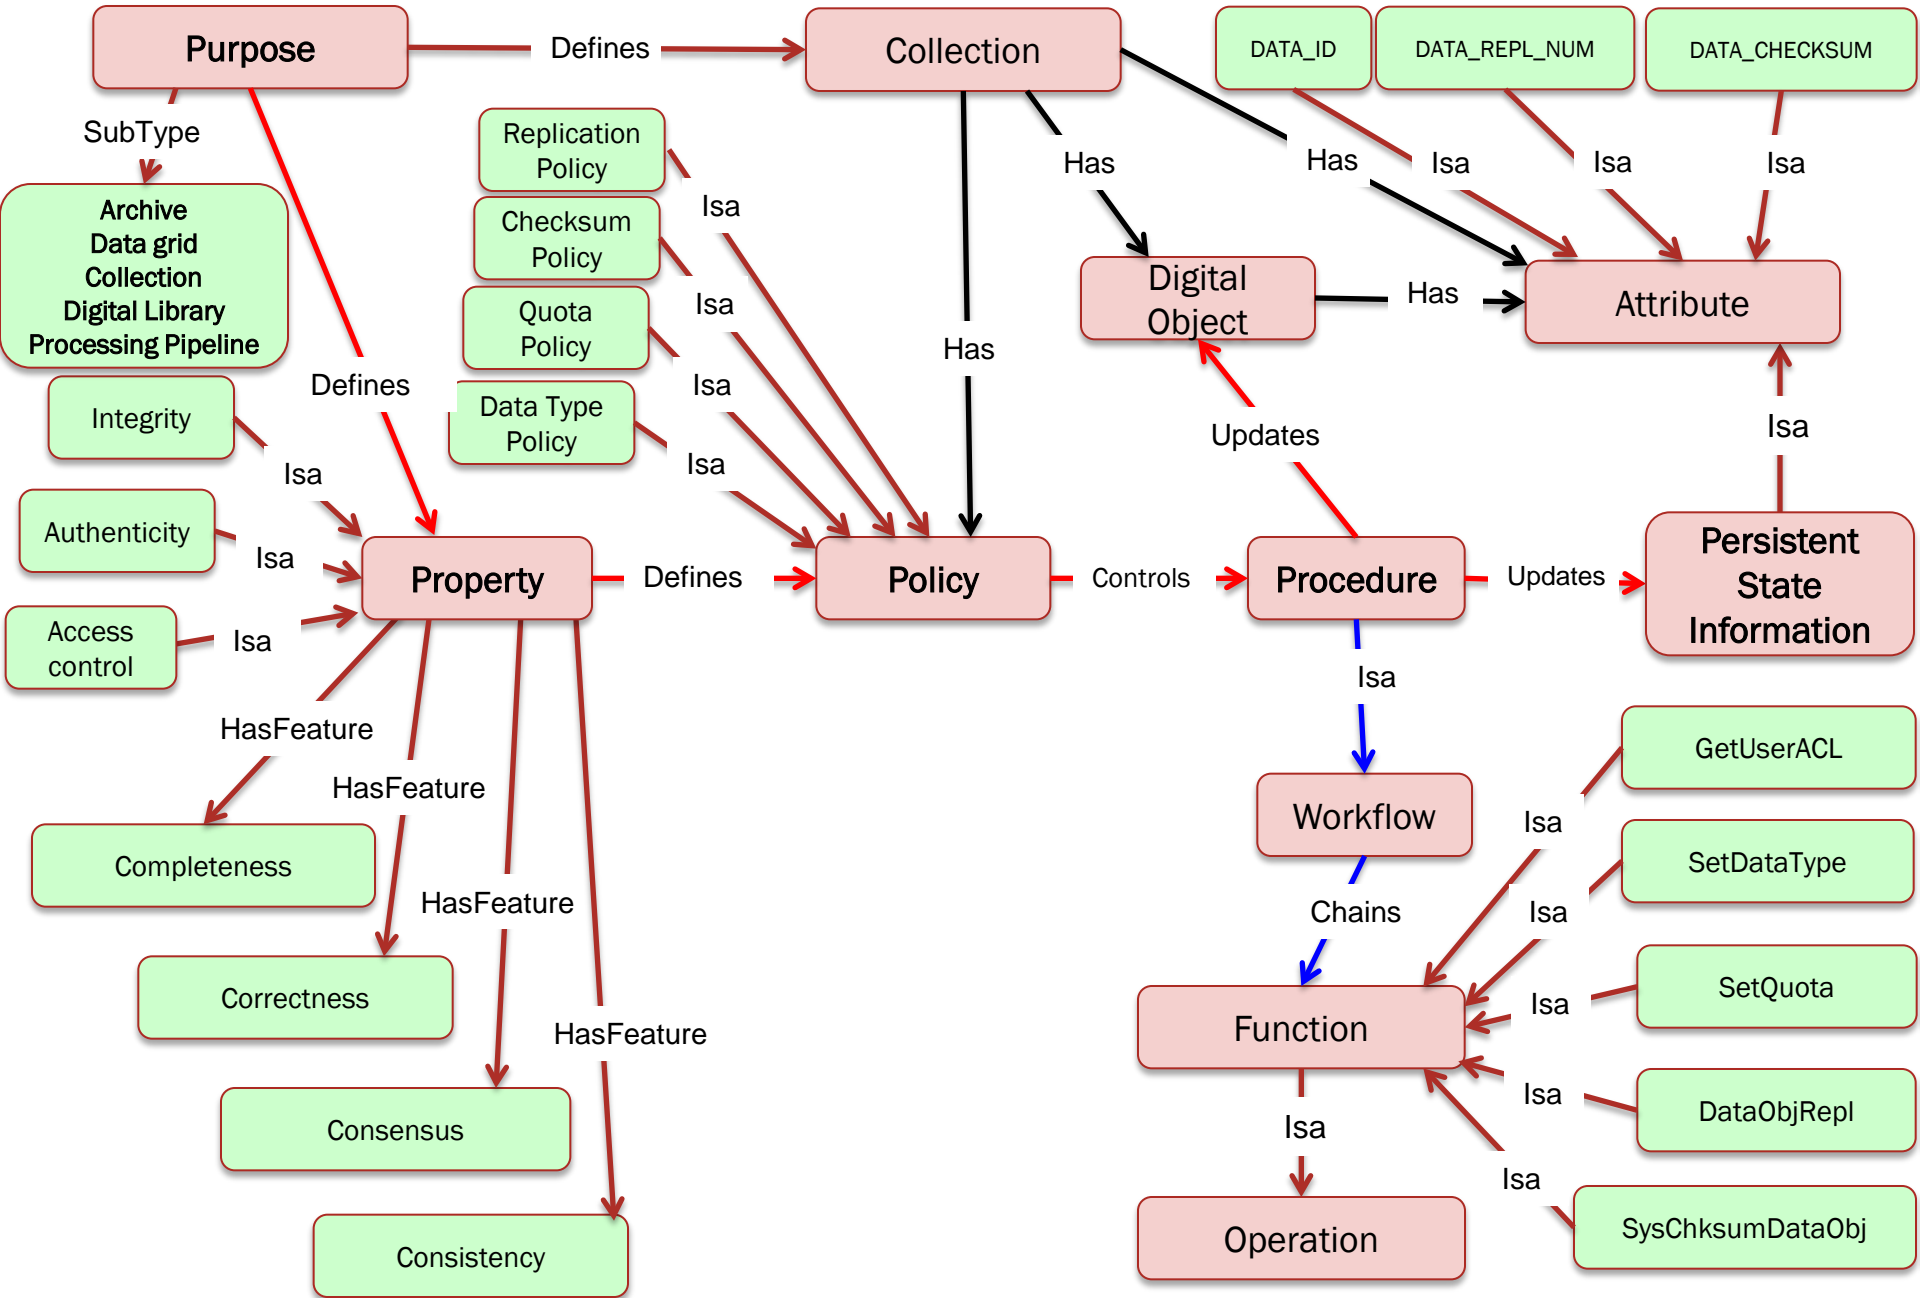 Purpose
Defines
Collection
DATA_ID
DATA_REPL_NUM
DATA_CHECKSUM
SubType
Replication
Policy
Has
Has
Isa
Isa
Isa
Archive
Data grid
Collection
Digital Library
Processing Pipeline
Isa
Checksum
Policy
Digital
Object
Has
Attribute
Isa
Quota
Policy
Has
Defines
Isa
Integrity
Data Type
Policy
Updates
Isa
Isa
Isa
Authenticity
Isa
Property
Defines
Policy
Controls
Procedure
Updates
Persistent
State
Information
Access
control
Isa
Isa
HasFeature
GetUserACL
HasFeature
Workflow
Isa
Completeness
SetDataType
HasFeature
Chains
Isa
Correctness
SetQuota
Isa
HasFeature
Function
Isa
DataObjRepl
Consensus
Isa
Isa
SysChksumDataObj
Operation
Consistency